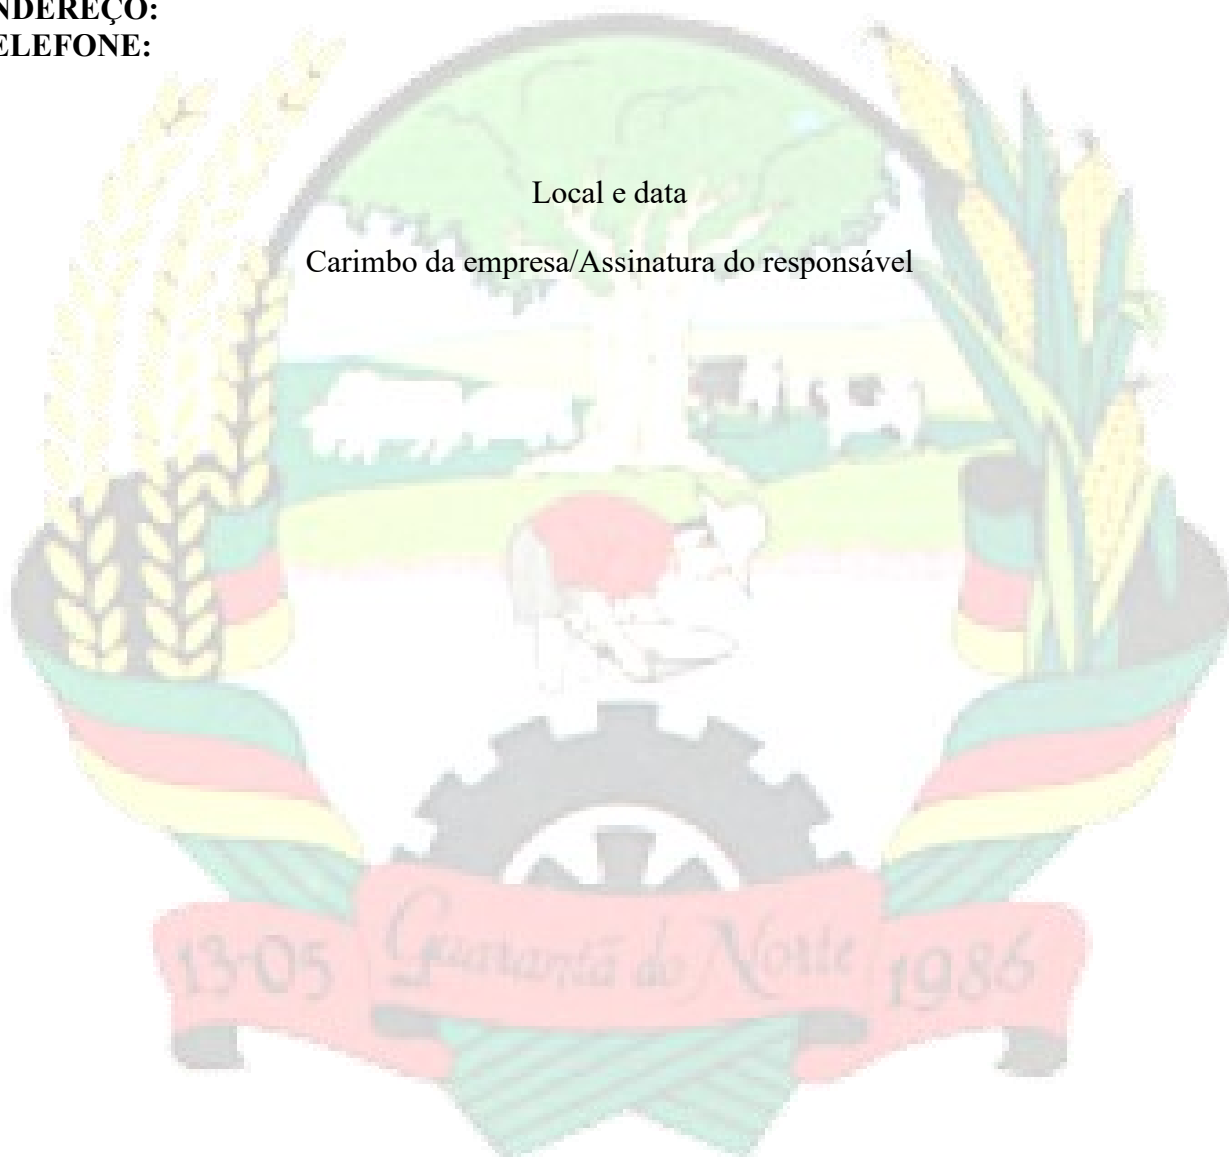 NDEREÇO:
ELEFONE:
Local e data
Carimbo da empresa/Assinatura do responsável
13-05 Guarantã do Norte 1986